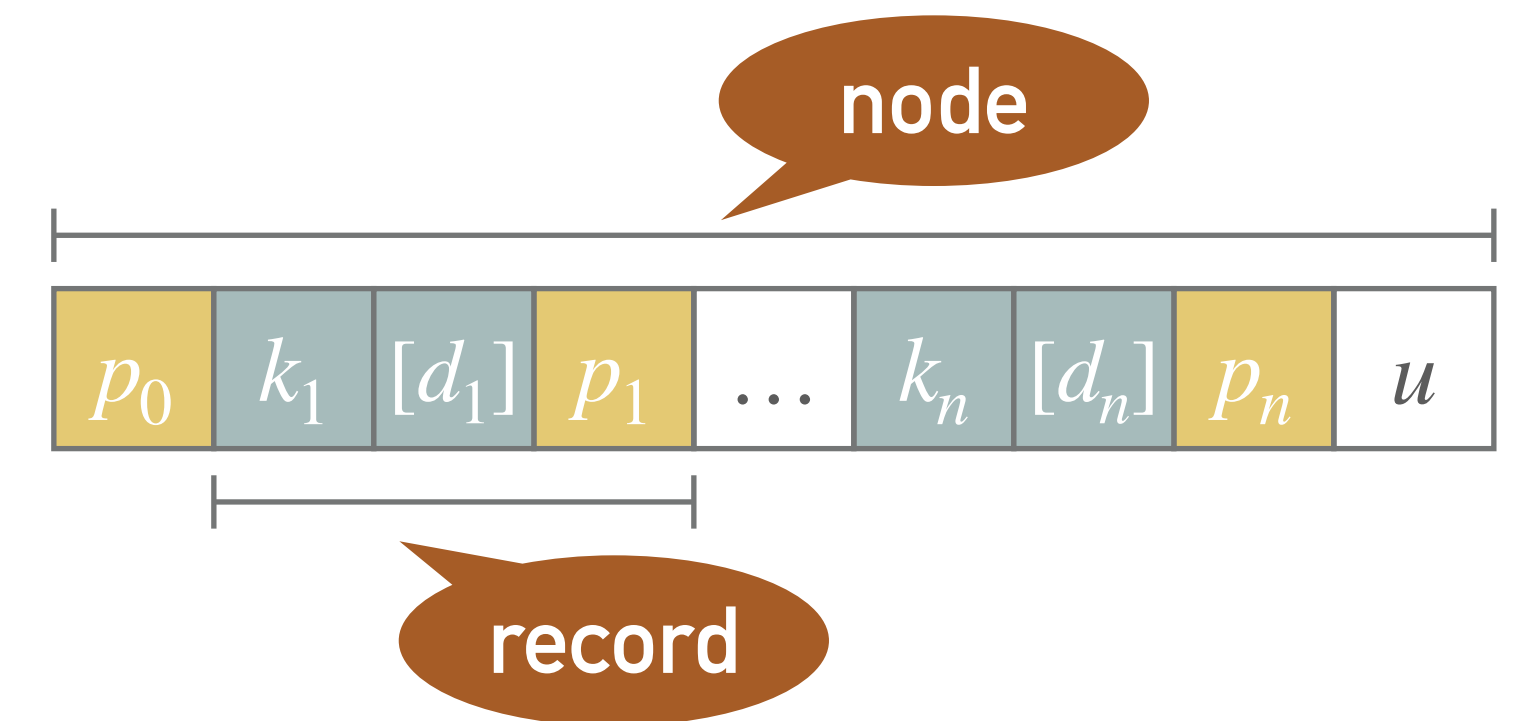 node
p₀ k₁ [d₁] p₁ … kₙ [dₙ] pₙ u
record